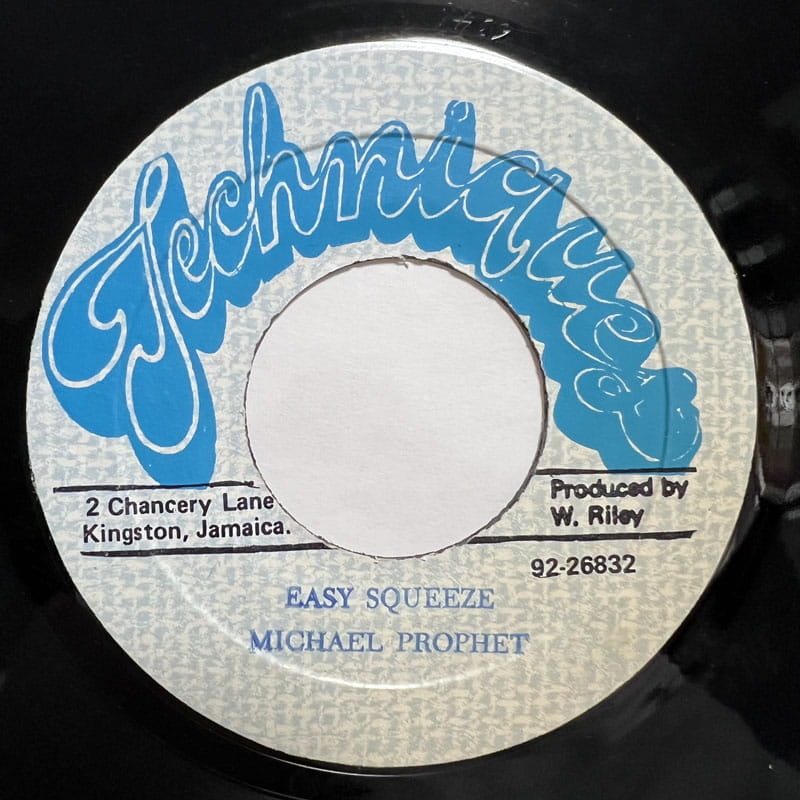 Techniques
2 Chancery Lane
Kingston, Jamaica.
Produced by
W. Riley
92-26832
EASY SQUEEZE
MICHAEL PROPHET